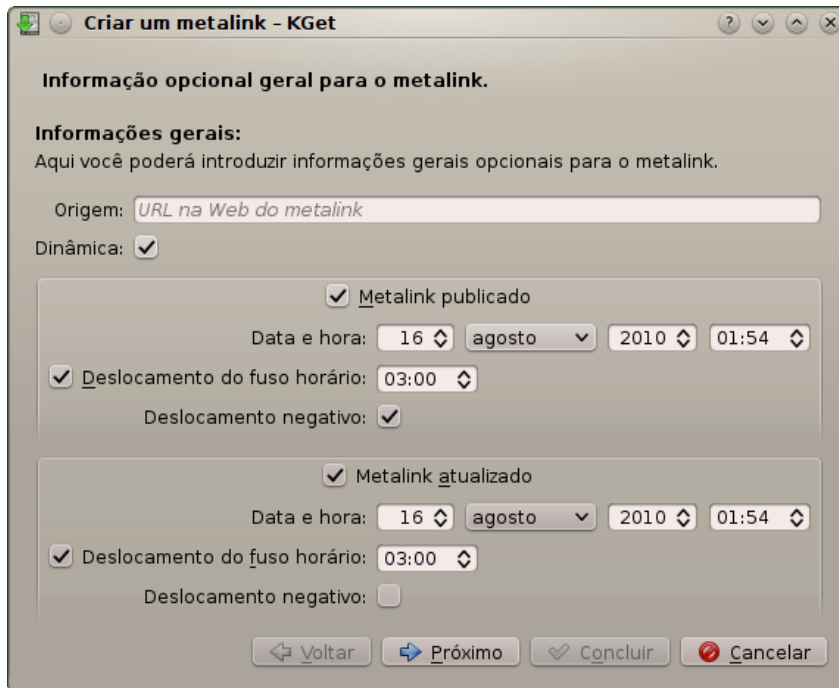 Criar um metalink – KGet
Informação opcional geral para o metalink.
Informações gerais:
Aqui você poderá introduzir informações gerais opcionais para o metalink.
Origem: URL na Web do metalink
Dinâmica:
Metalink publicado
Data e hora: 16 agosto 2010 01:54
Deslocamento do fuso horário: 03:00
Deslocamento negativo:
Metalink atualizado
Data e hora: 16 agosto 2010 01:54
Deslocamento do fuso horário: 03:00
Deslocamento negativo:
Voltar Próximo Concluir Cancelar